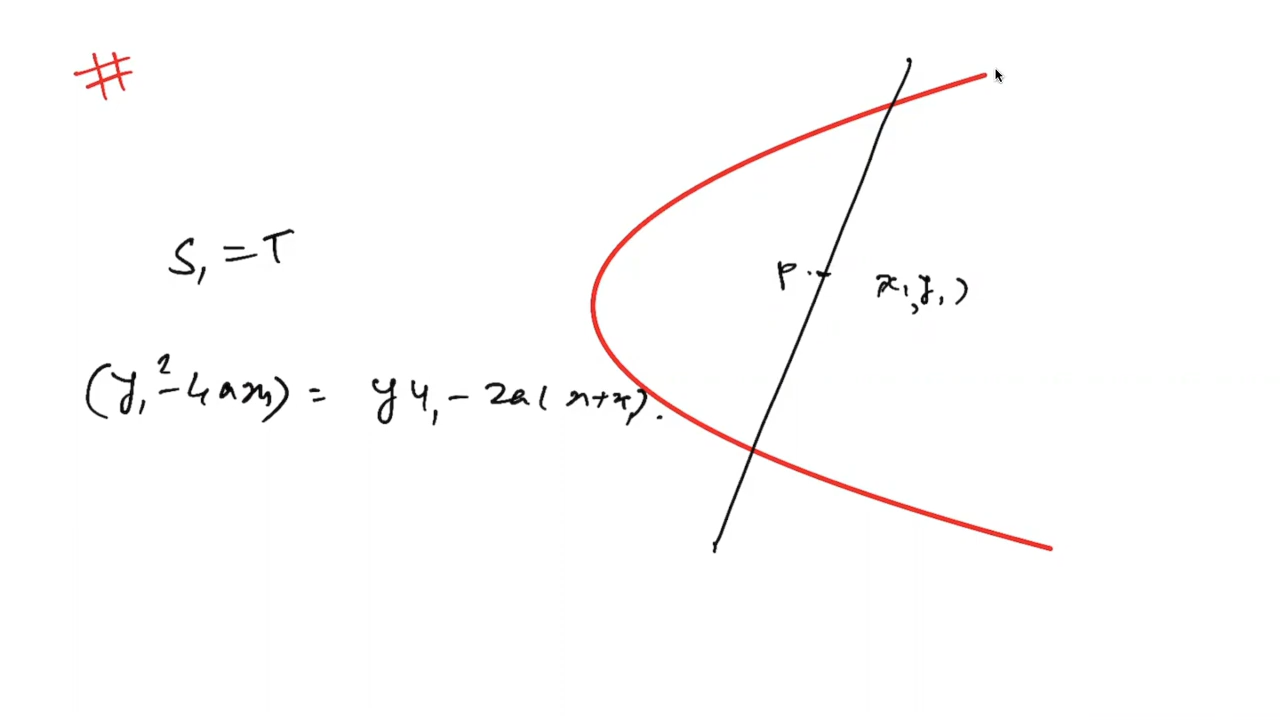 #
S₁ = T
P · x₁, y₁)
(y₁² - 4ax₁) = yy₁ - 2a(x+x₁).